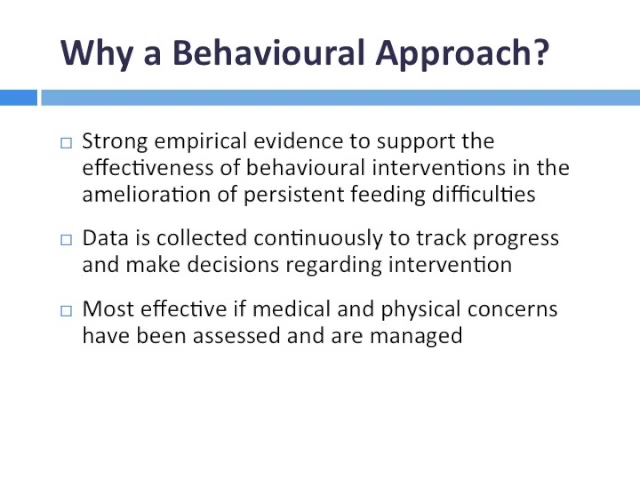 Why a Behavioural Approach?
Strong empirical evidence to support the
effectiveness of behavioural interventions in the
amelioration of persistent feeding difficulties
Data is collected continuously to track progress
and make decisions regarding intervention
Most effective if medical and physical concerns
have been assessed and are managed